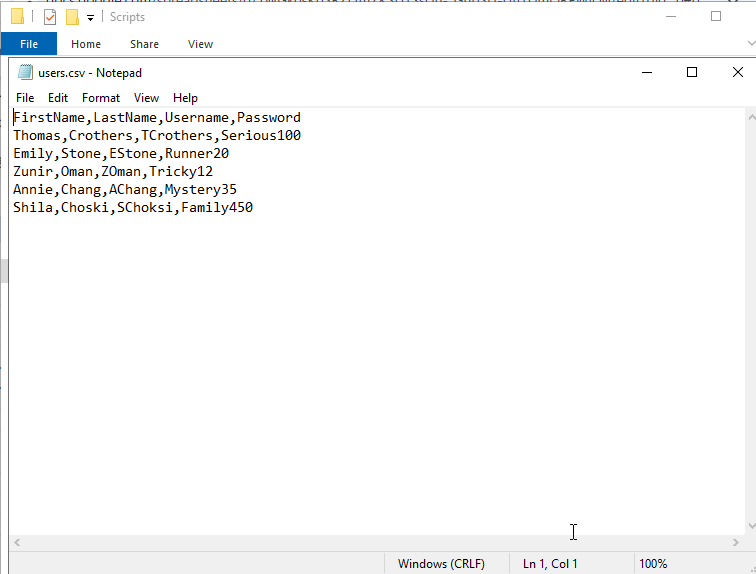 Scripts
File Home Share View
users.csv - Notepad
File Edit Format View Help
FirstName,LastName,Username,Password
Thomas,Crothers,TCrothers,Serious100
Emily,Stone,EStone,Runner20
Zunir,Oman,ZOman,Tricky12
Annie,Chang,AChang,Mystery35
Shila,Choski,SChoksi,Family450
Windows (CRLF) Ln 1, Col 1 100%